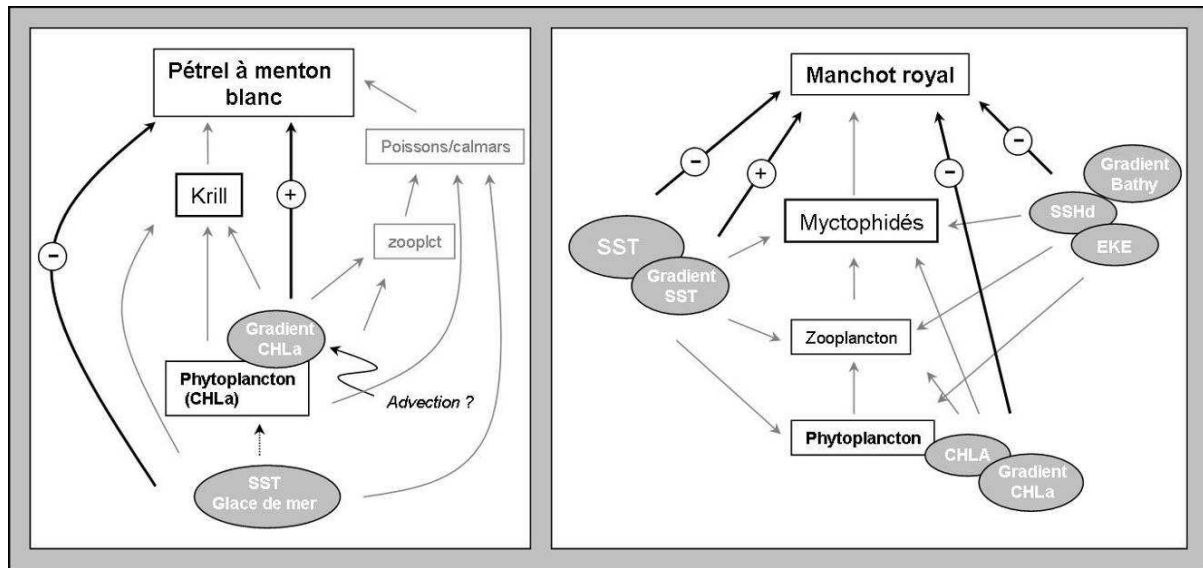 Pétrel à menton
blanc
Poissons/calmars
Krill
+
zooplct
-
Gradient
CHLa
Phytoplancton
(CHLa)
Advection ?
SST
Glace de mer
Manchot royal
-
-
+
-
Gradient
Bathy
SSHd
EKE
Myctophidés
SST
Gradient
SST
Zooplancton
Phytoplancton
CHLA
Gradient
CHLa